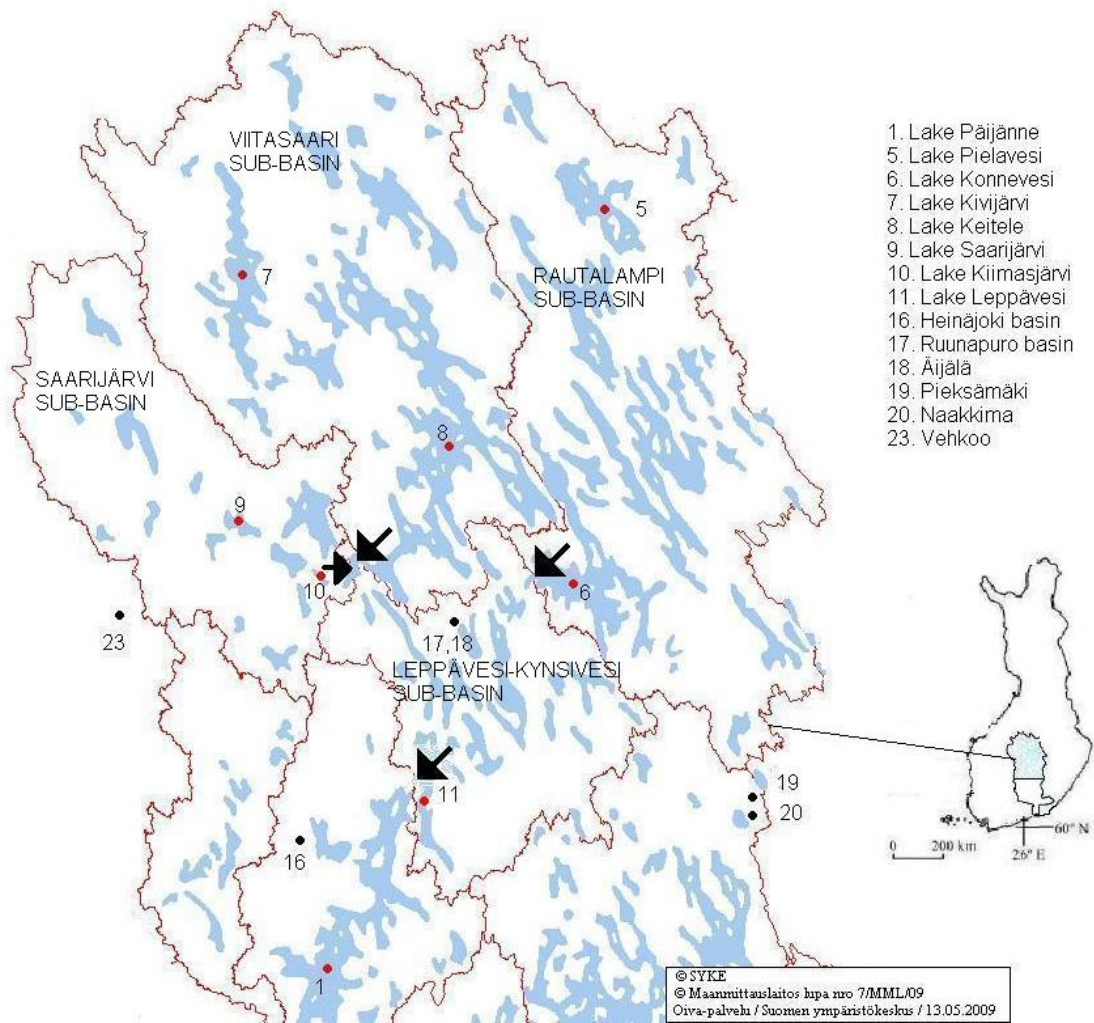 VIITASAARI
SUB-BASIN
RAUTALAMPI
SUB-BASIN
SAARIJÄRVI
SUB-BASIN
LEPPÄVESI-KYNSIVESI
SUB-BASIN
5
7
8
9
10
6
23
17,18
11
19
20
16
1
1. Lake Päijänne
5. Lake Pielavesi
6. Lake Konnevesi
7. Lake Kivijärvi
8. Lake Keitele
9. Lake Saarijärvi
10. Lake Kiimasjärvi
11. Lake Leppävesi
16. Heinäjoki basin
17. Ruunapuro basin
18. Äijälä
19. Pieksämäki
20. Naakkima
23. Vehkoo
0 200 km
26° E
60° N
© SYKE
© Maanmittauslaitos lupa nro 7/MML/09
Oiva-palvelu / Suomen ympäristökeskus / 13.05.2009